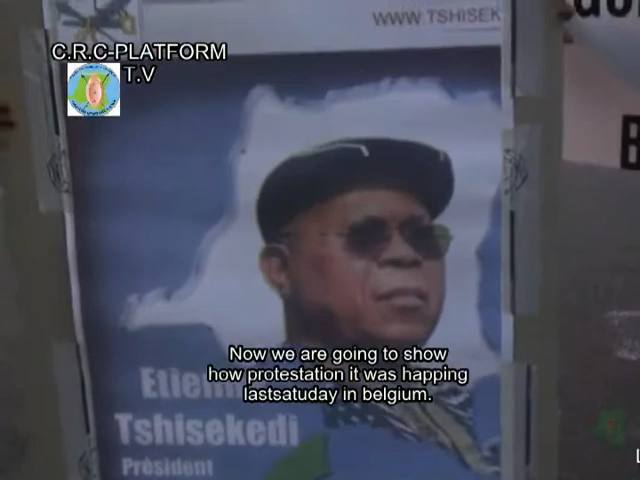 WWW.TSHISEK
C.R.C-PLATFORM
T.V
Now we are going to show
how protestation it was happing
lastsatuday in belgium.
Tshisekedi
Président